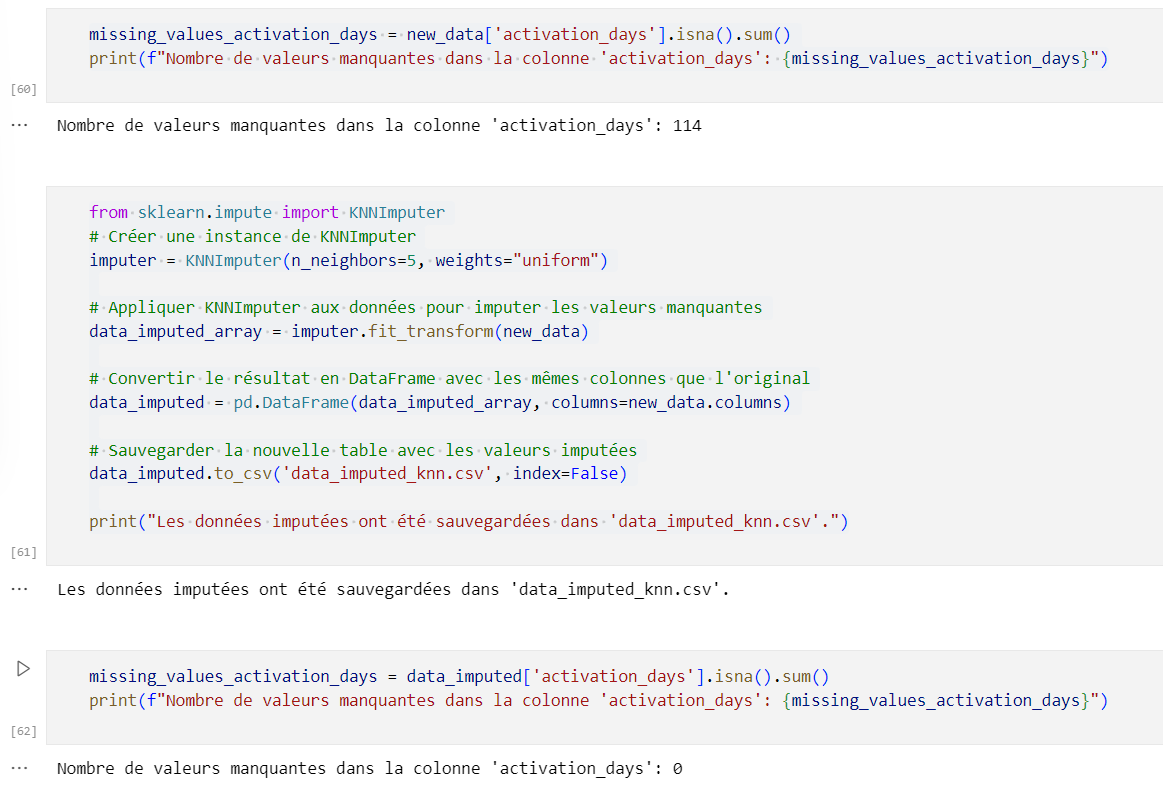 missing_values_activation_days = new_data['activation_days'].isna().sum()
print(f"Nombre de valeurs manquantes dans la colonne 'activation_days': {missing_values_activation_days}")
[60]
... Nombre de valeurs manquantes dans la colonne 'activation_days': 114
from sklearn.impute import KNNImputer
# Créer une instance de KNNImputer
imputer = KNNImputer(n_neighbors=5, weights="uniform")
# Appliquer KNNImputer aux données pour imputer les valeurs manquantes
data_imputed_array = imputer.fit_transform(new_data)
# Convertir le résultat en DataFrame avec les mêmes colonnes que l'original
data_imputed = pd.DataFrame(data_imputed_array, columns=new_data.columns)
# Sauvegarder la nouvelle table avec les valeurs imputées
data_imputed.to_csv('data_imputed_knn.csv', index=False)
print("Les données imputées ont été sauvegardées dans 'data_imputed_knn.csv'.")
[61]
... Les données imputées ont été sauvegardées dans 'data_imputed_knn.csv'.
missing_values_activation_days = data_imputed['activation_days'].isna().sum()
print(f"Nombre de valeurs manquantes dans la colonne 'activation_days': {missing_values_activation_days}")
[62]
... Nombre de valeurs manquantes dans la colonne 'activation_days': 0